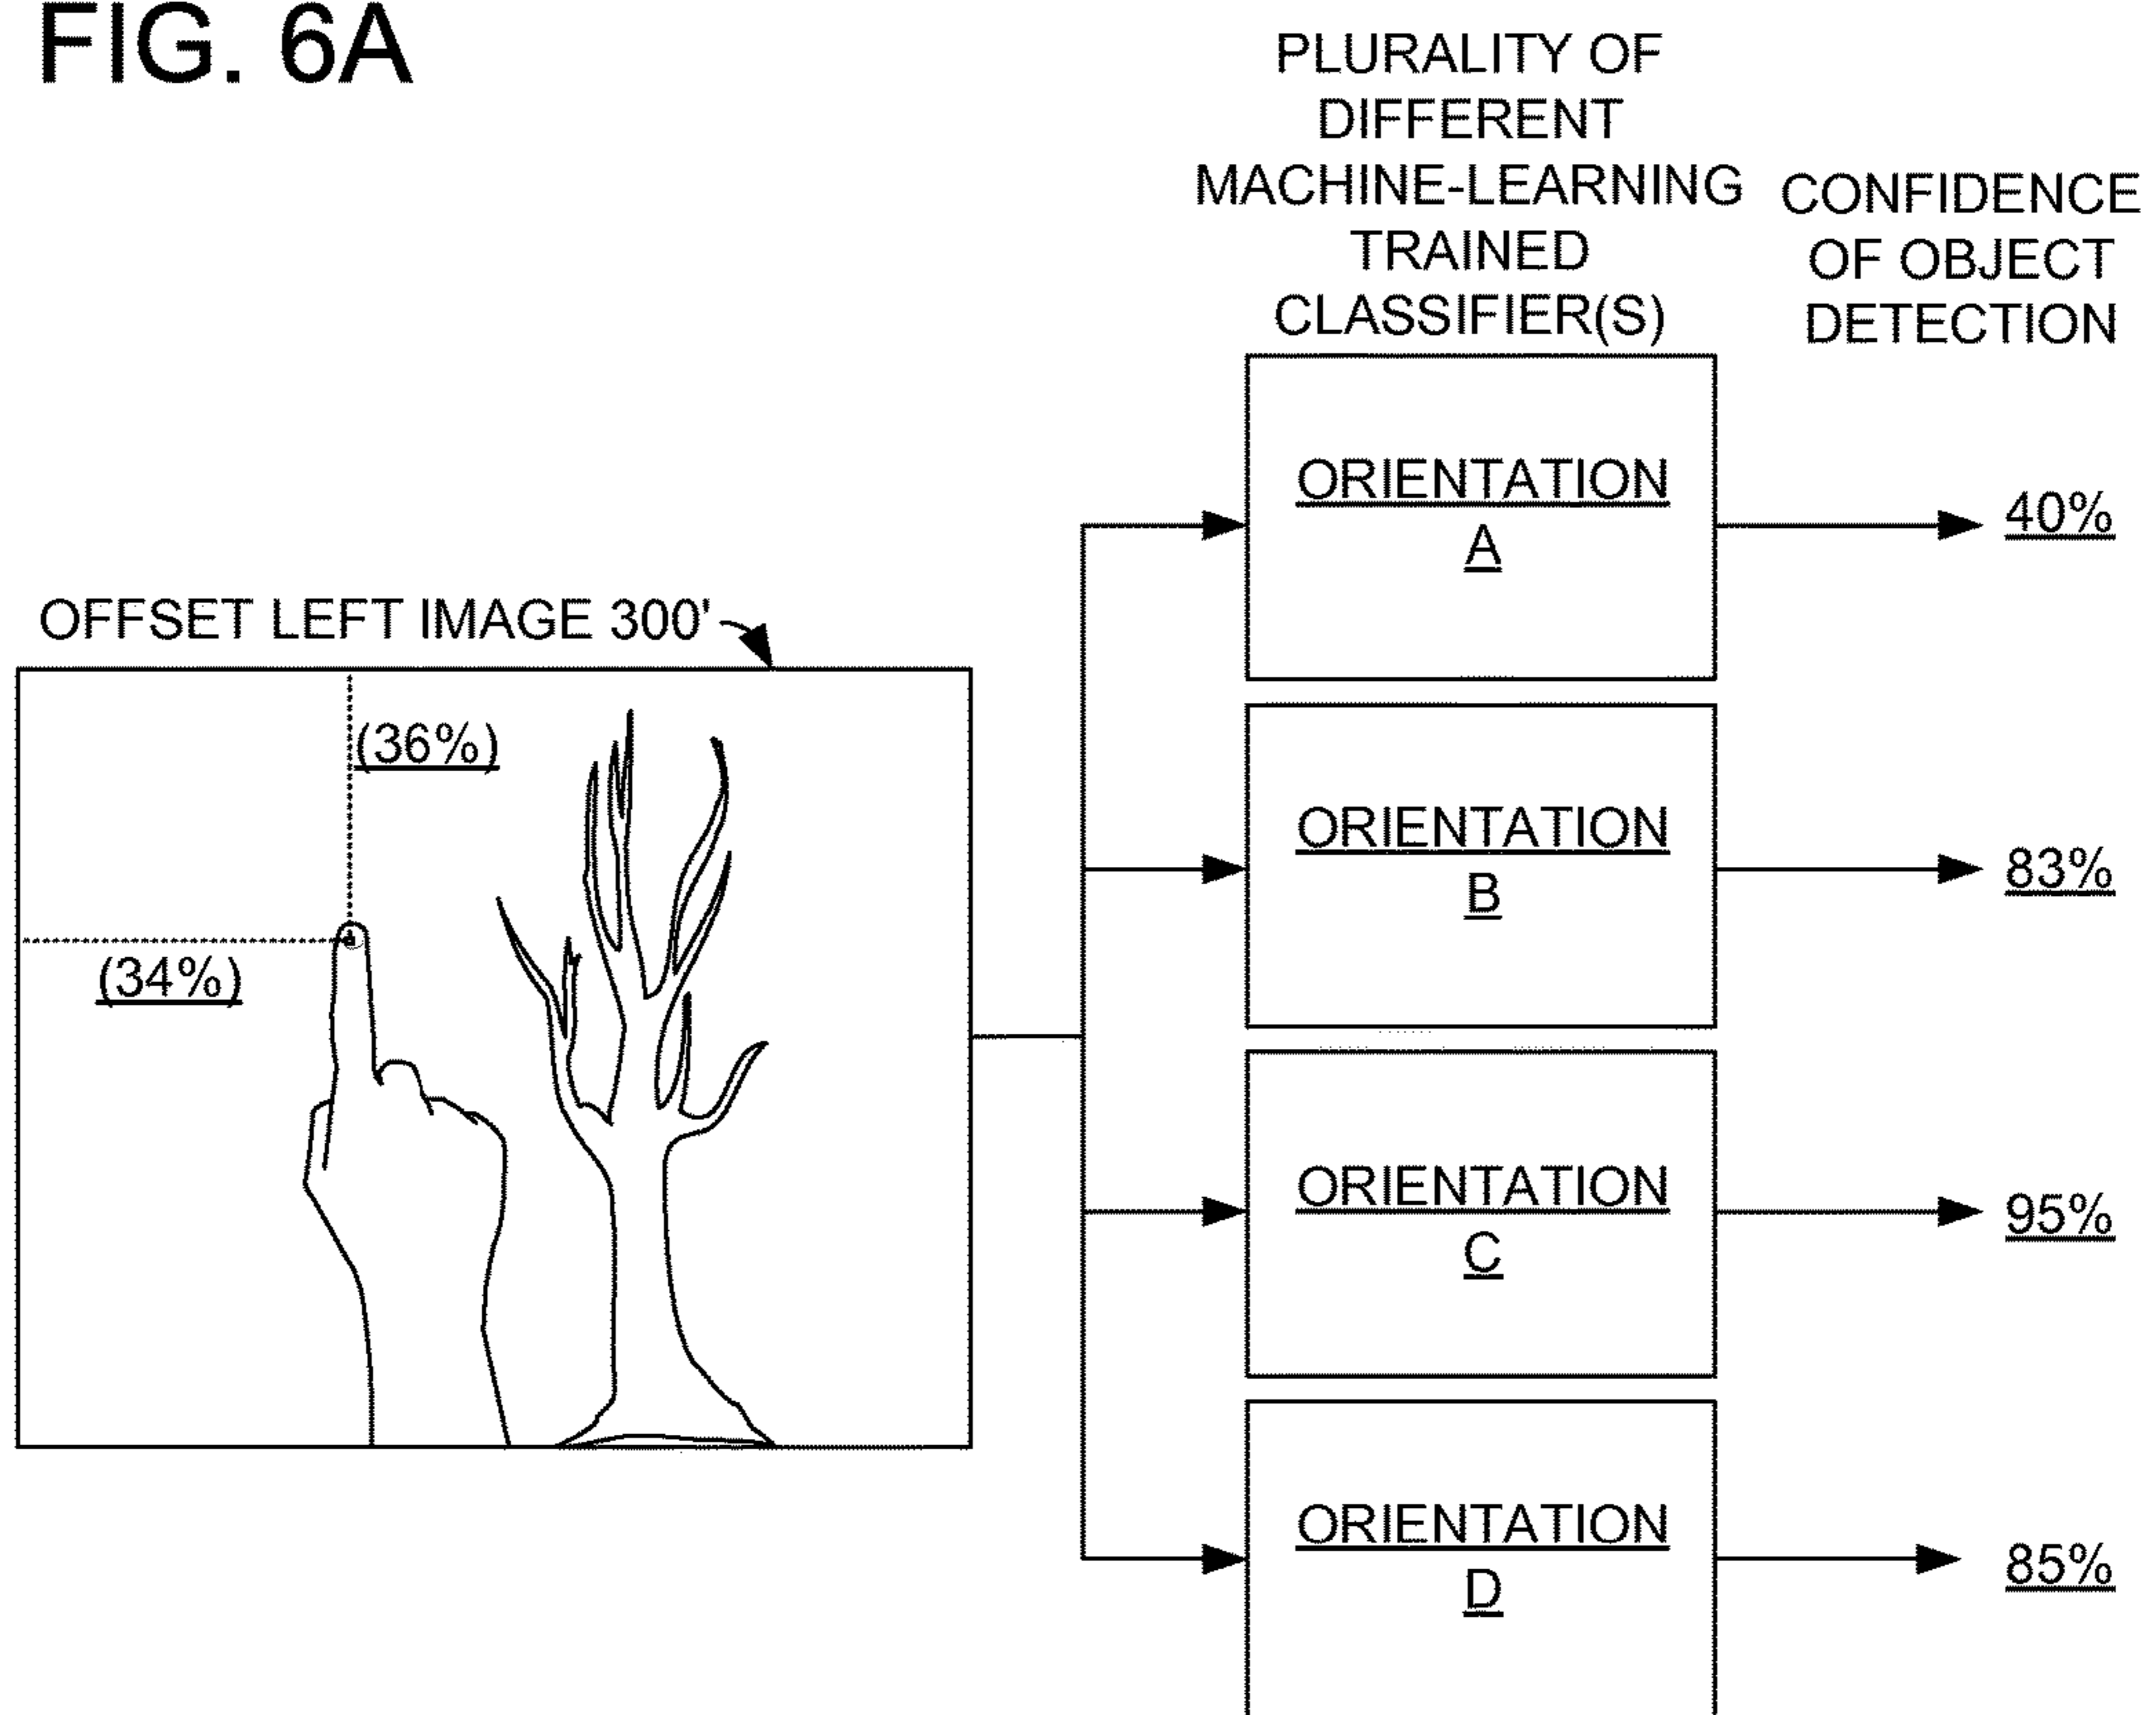 FIG. 6A
PLURALITY OF
DIFFERENT
MACHINE-LEARNING
TRAINED
CLASSIFIER(S)
CONFIDENCE
OF OBJECT
DETECTION
ORIENTATION
A
40%
OFFSET LEFT IMAGE 300'
(36%)
(34%)
ORIENTATION
B
83%
ORIENTATION
C
95%
ORIENTATION
D
85%